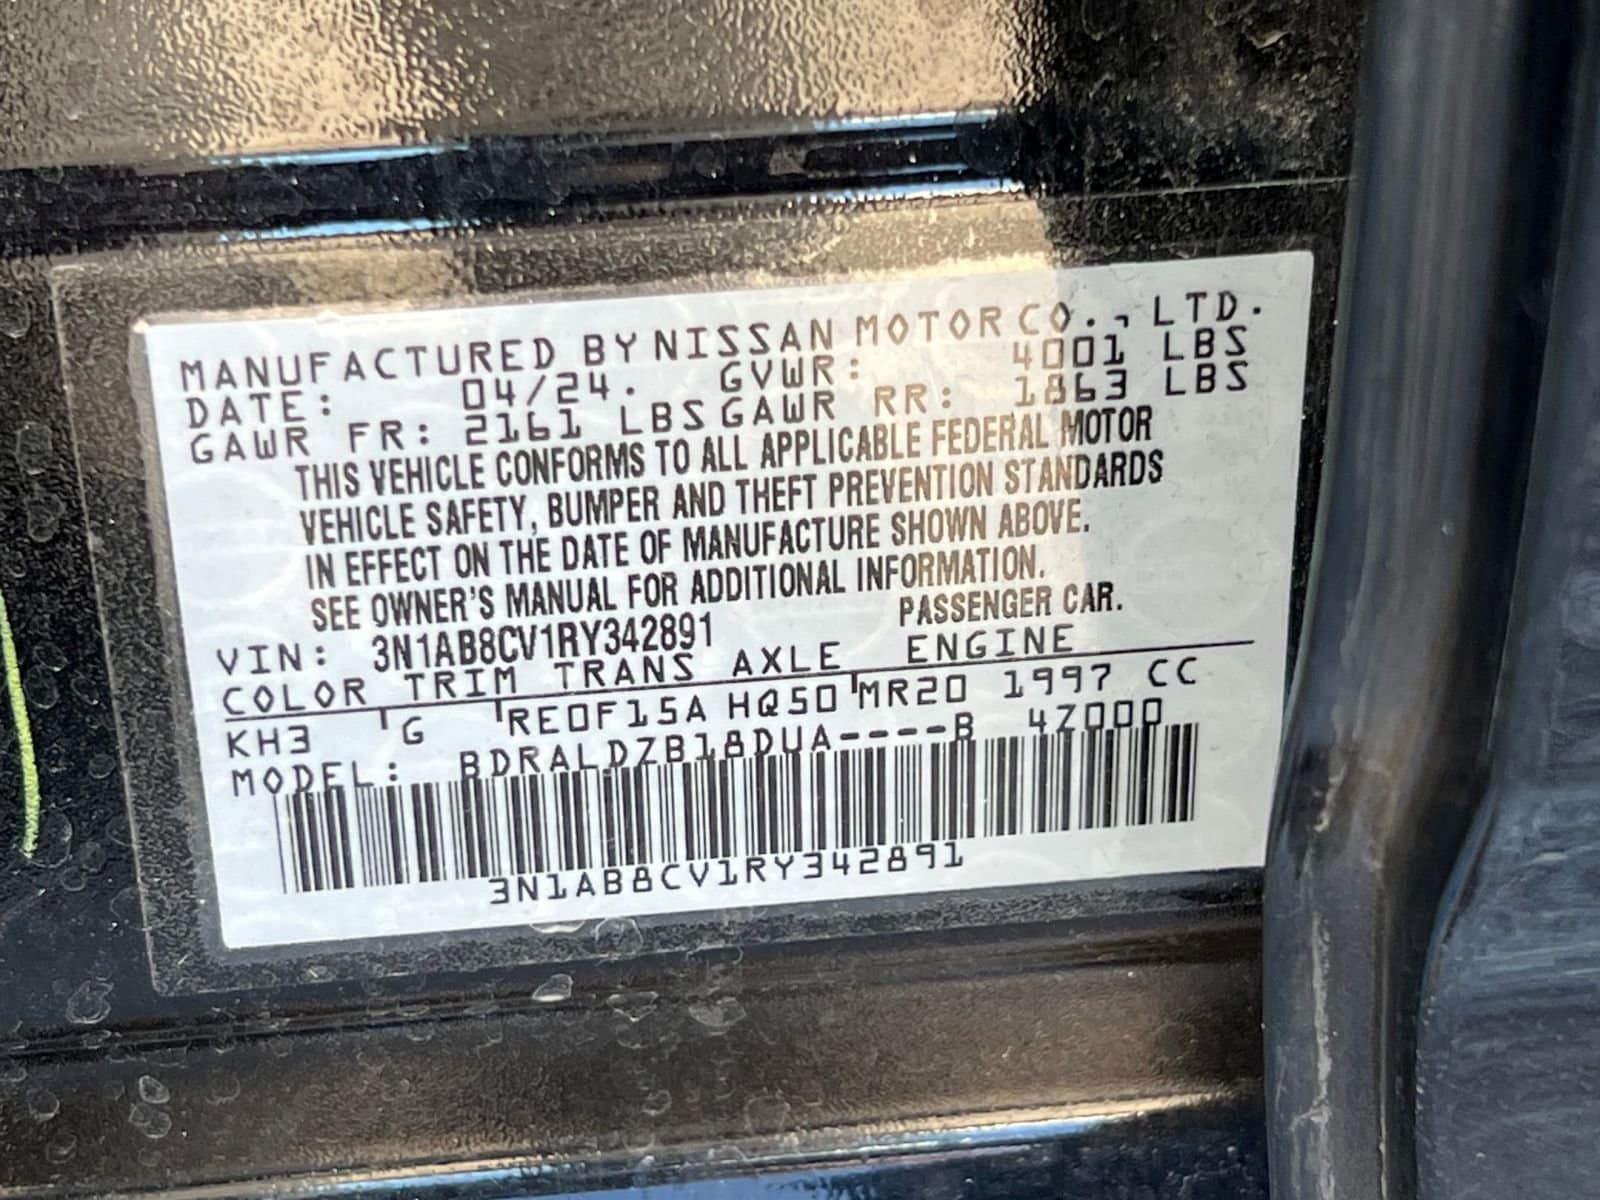 MANUFACTURED BY NISSAN MOTOR CO., LTD.
DATE: 04/24. GVWR: 4001 LBS
GAWR FR: 2161 LBS GAWR RR: 1863 LBS
THIS VEHICLE CONFORMS TO ALL APPLICABLE FEDERAL MOTOR
VEHICLE SAFETY, BUMPER AND THEFT PREVENTION STANDARDS
IN EFFECT ON THE DATE OF MANUFACTURE SHOWN ABOVE.
SEE OWNER'S MANUAL FOR ADDITIONAL INFORMATION.
VIN: 3N1AB8CV1RY342891 PASSENGER CAR.
COLOR TRIM TRANS AXLE ENGINE
KH3 G RE0F15A HQ50 MR20 1997 CC
MODEL: BDRALDZB18DUA----B 4Z000
3N1AB8CV1RY342891